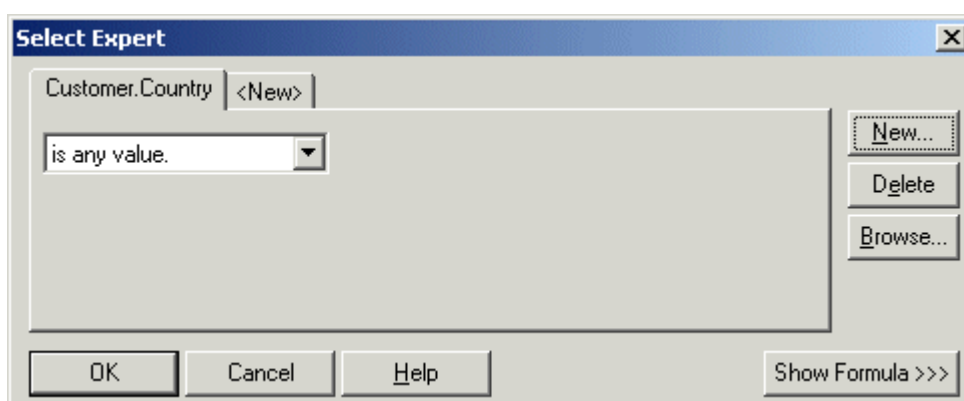 Select Expert
Customer.Country
<New>
is any value.
New...
Delete
Browse...
OK
Cancel
Help
Show Formula >>>